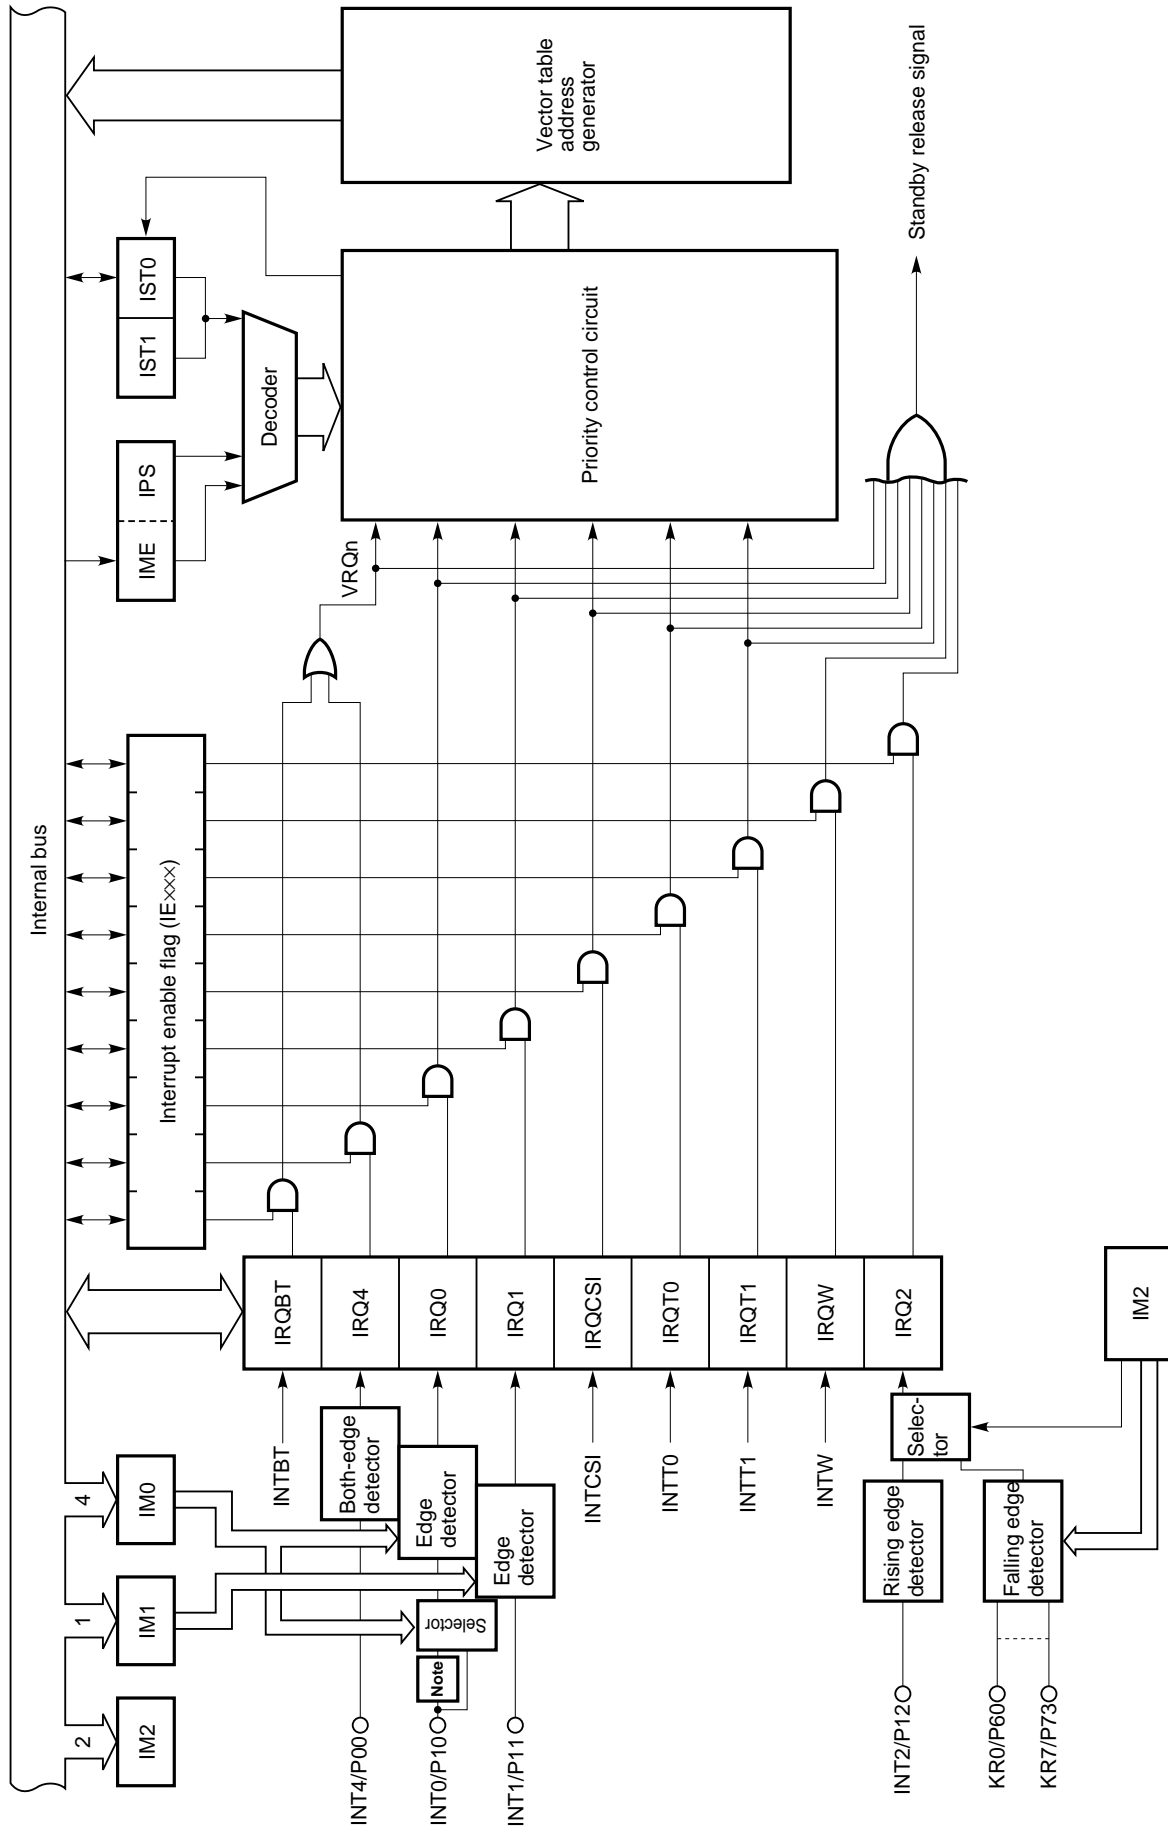 Internal bus
2
1
4
IM2
IM1
IM0
Interrupt enable flag (IE×××)
IME
IPS
IST1
IST0
Decoder
VRQn
INTBT
IRQBT
INT4/P00
Both-edge
detector
IRQ4
INT0/P10
Note
Selector
Edge
detector
IRQ0
INT1/P11
Edge
detector
IRQ1
INTCSI
IRQCSI
INTT0
IRQT0
INTT1
IRQT1
INTW
IRQW
INT2/P12
Rising edge
detector
Selec-
tor
IRQ2
KR0/P60
KR7/P73
Falling edge
detector
IM2
Priority control circuit
Vector table
address
generator
Standby release signal